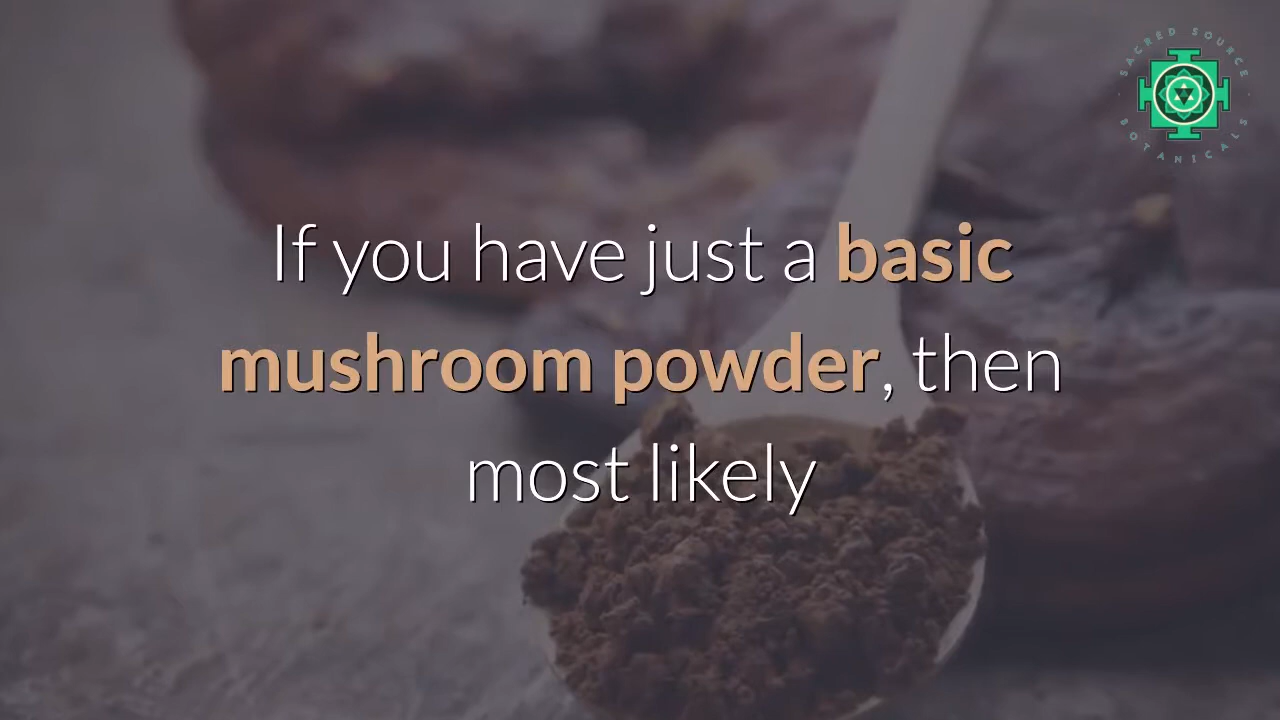 SACRED SOURCE
BOTANICALS
If you have just a basic
mushroom powder, then
most likely